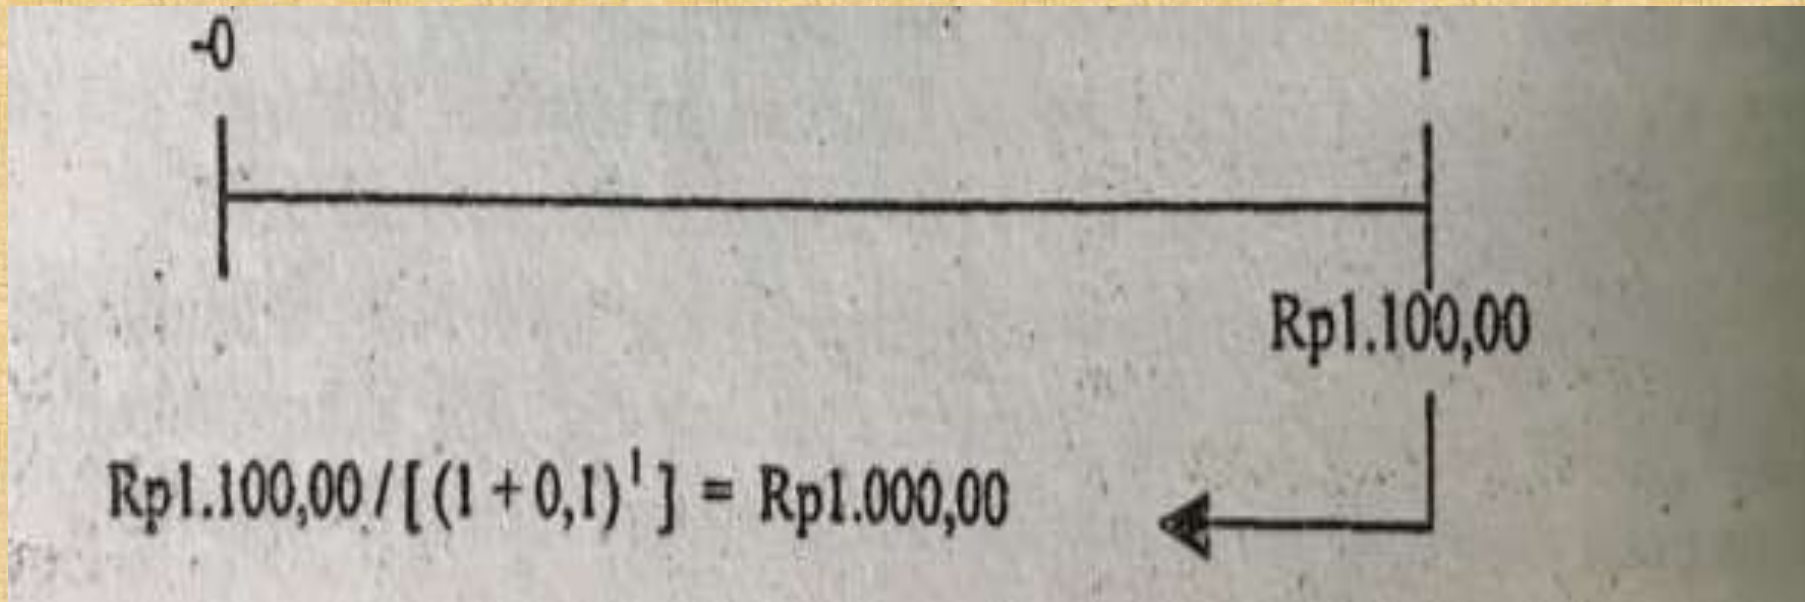 -0 1
Rp1.100,00
Rp1.100,00 / [ (1 + 0,1)¹ ] = Rp1.000,00